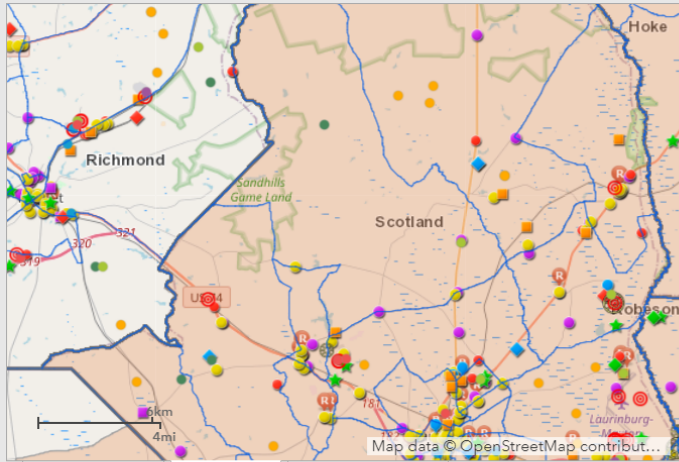 Hoke
Richmond
Sandhills
Game Land
Scotland
321
320
319
US 74
Robeson
181
6km
4mi
Laurinburg-
Map data © OpenStreetMap contribut...